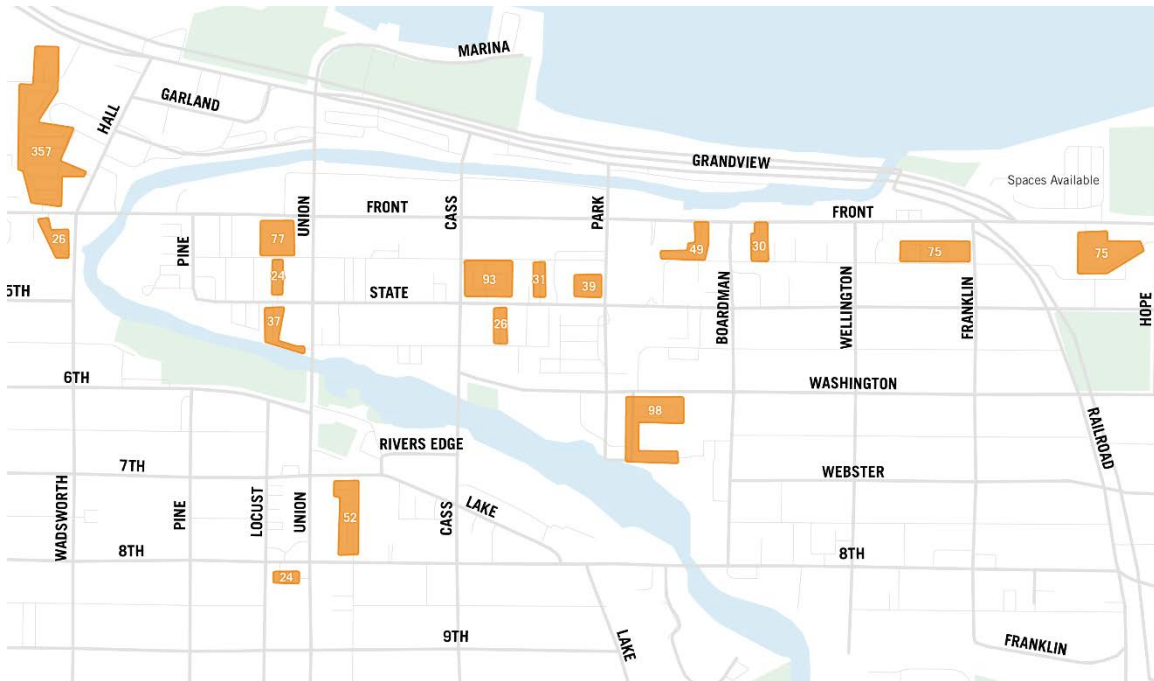 MARINA
GARLAND
HALL
357
GRANDVIEW
Spaces Available
FRONT
FRONT
UNION
CASS
PARK
PINE
26
77
49
30
75
75
24
93
31
39
5TH
STATE
37
26
BOARDMAN
WELLINGTON
FRANKLIN
HOPE
6TH
WASHINGTON
98
RIVERS EDGE
RAILROAD
7TH
WEBSTER
WADSWORTH
PINE
LOCUST
UNION
52
CASS
LAKE
8TH
8TH
24
9TH
LAKE
FRANKLIN